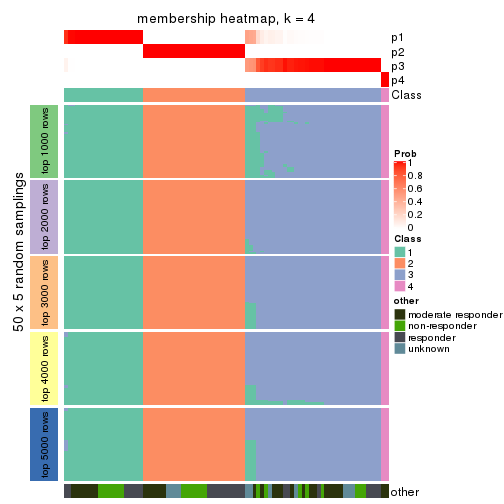 membership heatmap, k = 4
p1
p2
p3
p4
Class
50 x 5 random samplings
top 1000 rows
top 2000 rows
top 3000 rows
top 4000 rows
top 5000 rows
other
Prob
1
0.8
0.6
0.4
0.2
0
Class
1
2
3
4
other
moderate responder
non-responder
responder
unknown